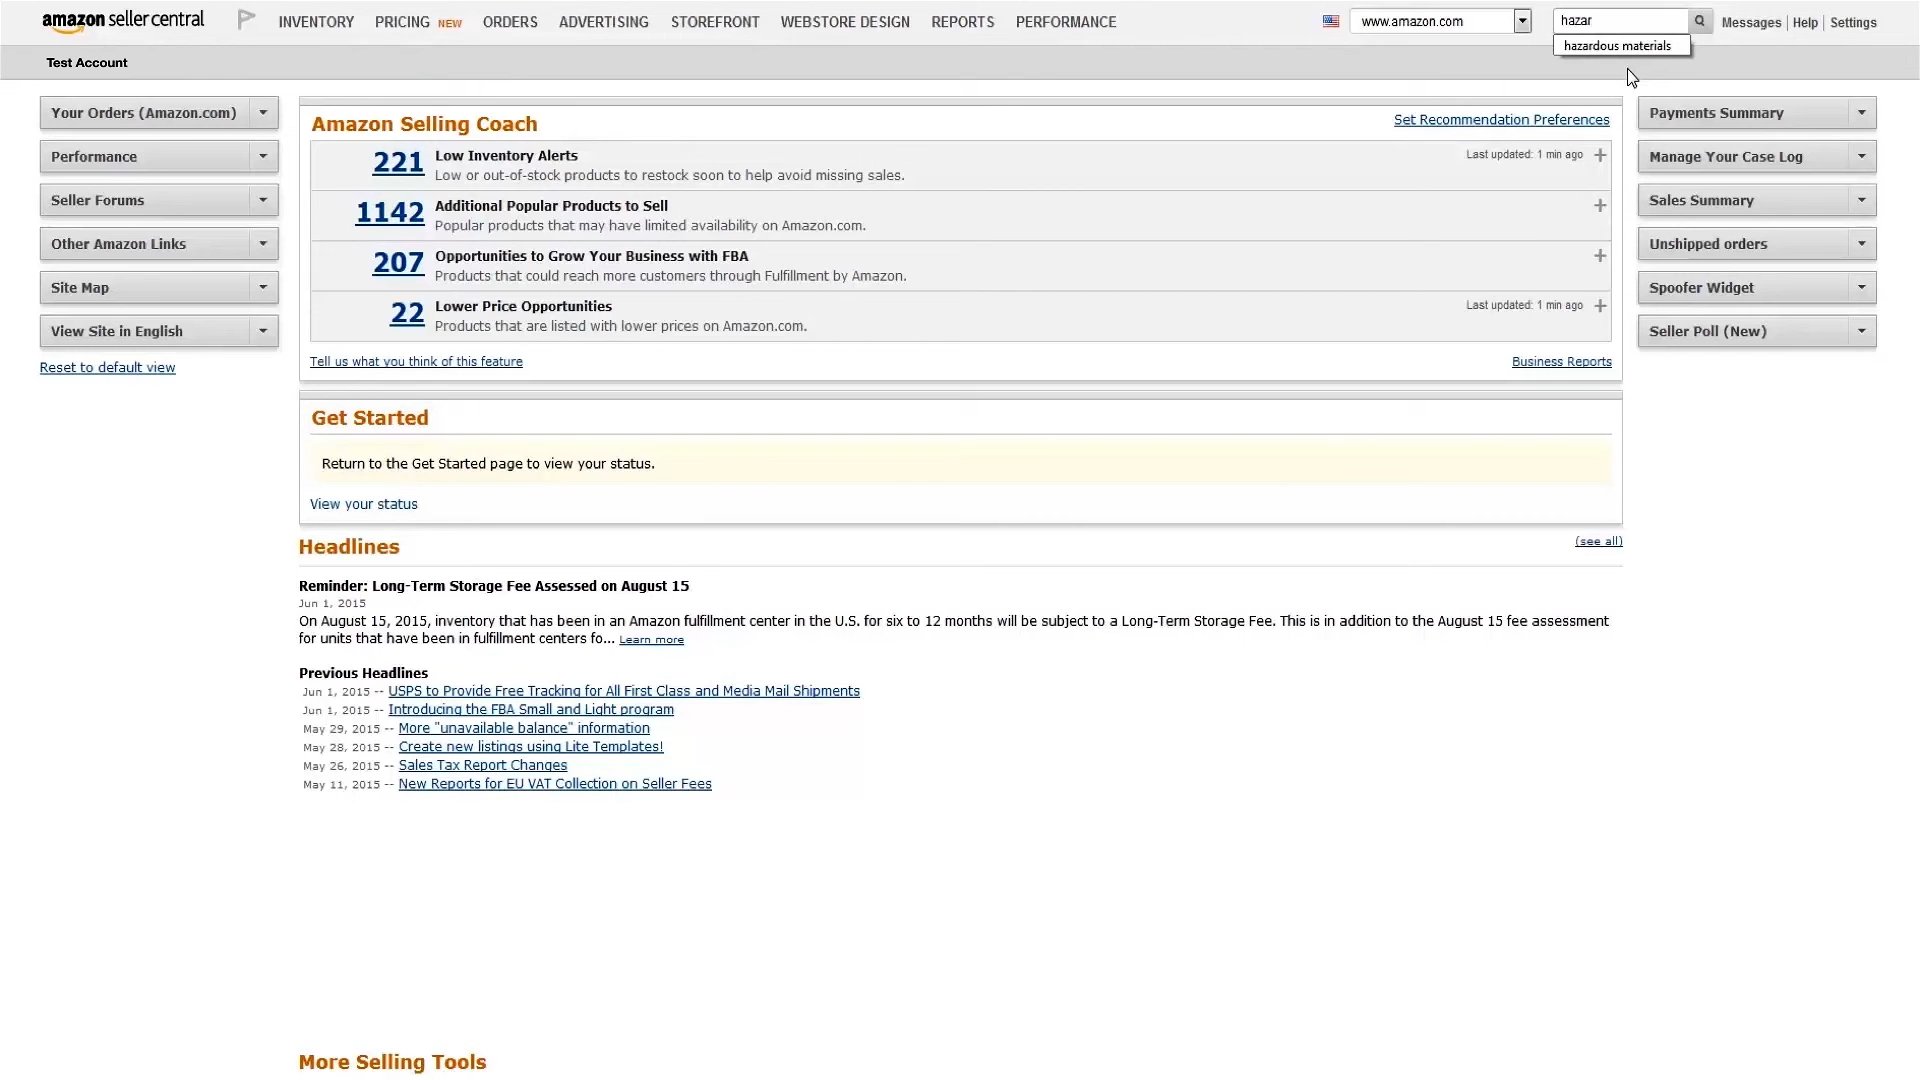 amazon seller central
INVENTORY PRICING NEW ORDERS ADVERTISING STOREFRONT WEBSTORE DESIGN REPORTS PERFORMANCE
www.amazon.com
hazar
Messages | Help | Settings
hazardous materials
Test Account
Your Orders (Amazon.com)
Performance
Seller Forums
Other Amazon Links
Site Map
View Site in English
Reset to default view
Amazon Selling Coach
Set Recommendation Preferences
221 Low Inventory Alerts
Last updated: 1 min ago +
Low or out-of-stock products to restock soon to help avoid missing sales.
1142 Additional Popular Products to Sell +
Popular products that may have limited availability on Amazon.com.
207 Opportunities to Grow Your Business with FBA +
Products that could reach more customers through Fulfillment by Amazon.
22 Lower Price Opportunities
Last updated: 1 min ago +
Products that are listed with lower prices on Amazon.com.
Tell us what you think of this feature
Business Reports
Get Started
Return to the Get Started page to view your status.
View your status
Headlines
(see all)
Reminder: Long-Term Storage Fee Assessed on August 15
Jun 1, 2015
On August 15, 2015, inventory that has been in an Amazon fulfillment center in the U.S. for six to 12 months will be subject to a Long-Term Storage Fee. This is in addition to the August 15 fee assessment
for units that have been in fulfillment centers fo... Learn more
Previous Headlines
Jun 1, 2015 -- USPS to Provide Free Tracking for All First Class and Media Mail Shipments
Jun 1, 2015 -- Introducing the FBA Small and Light program
May 29, 2015 -- More "unavailable balance" information
May 28, 2015 -- Create new listings using Lite Templates!
May 26, 2015 -- Sales Tax Report Changes
May 11, 2015 -- New Reports for EU VAT Collection on Seller Fees
More Selling Tools
Payments Summary
Manage Your Case Log
Sales Summary
Unshipped orders
Spoofer Widget
Seller Poll (New)